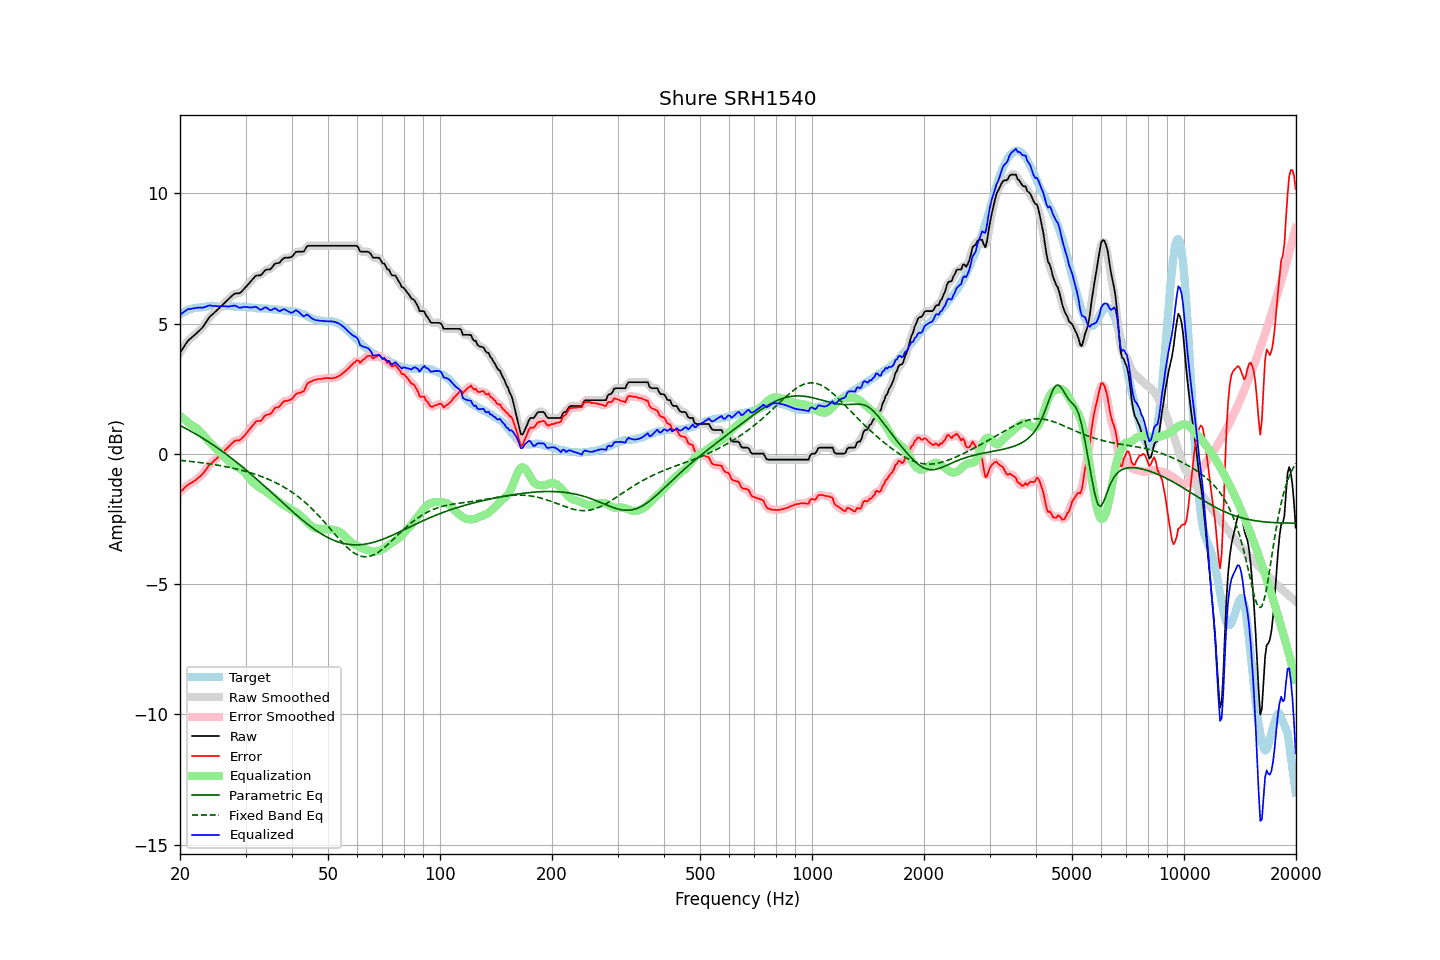 Shure SRH1540
Amplitude (dBr)
10
5
0
−5
−10
−15
Target
Raw Smoothed
Error Smoothed
Raw
Error
Equalization
Parametric Eq
Fixed Band Eq
Equalized
20 50 100 200 500 1000 2000 5000 10000 20000
Frequency (Hz)